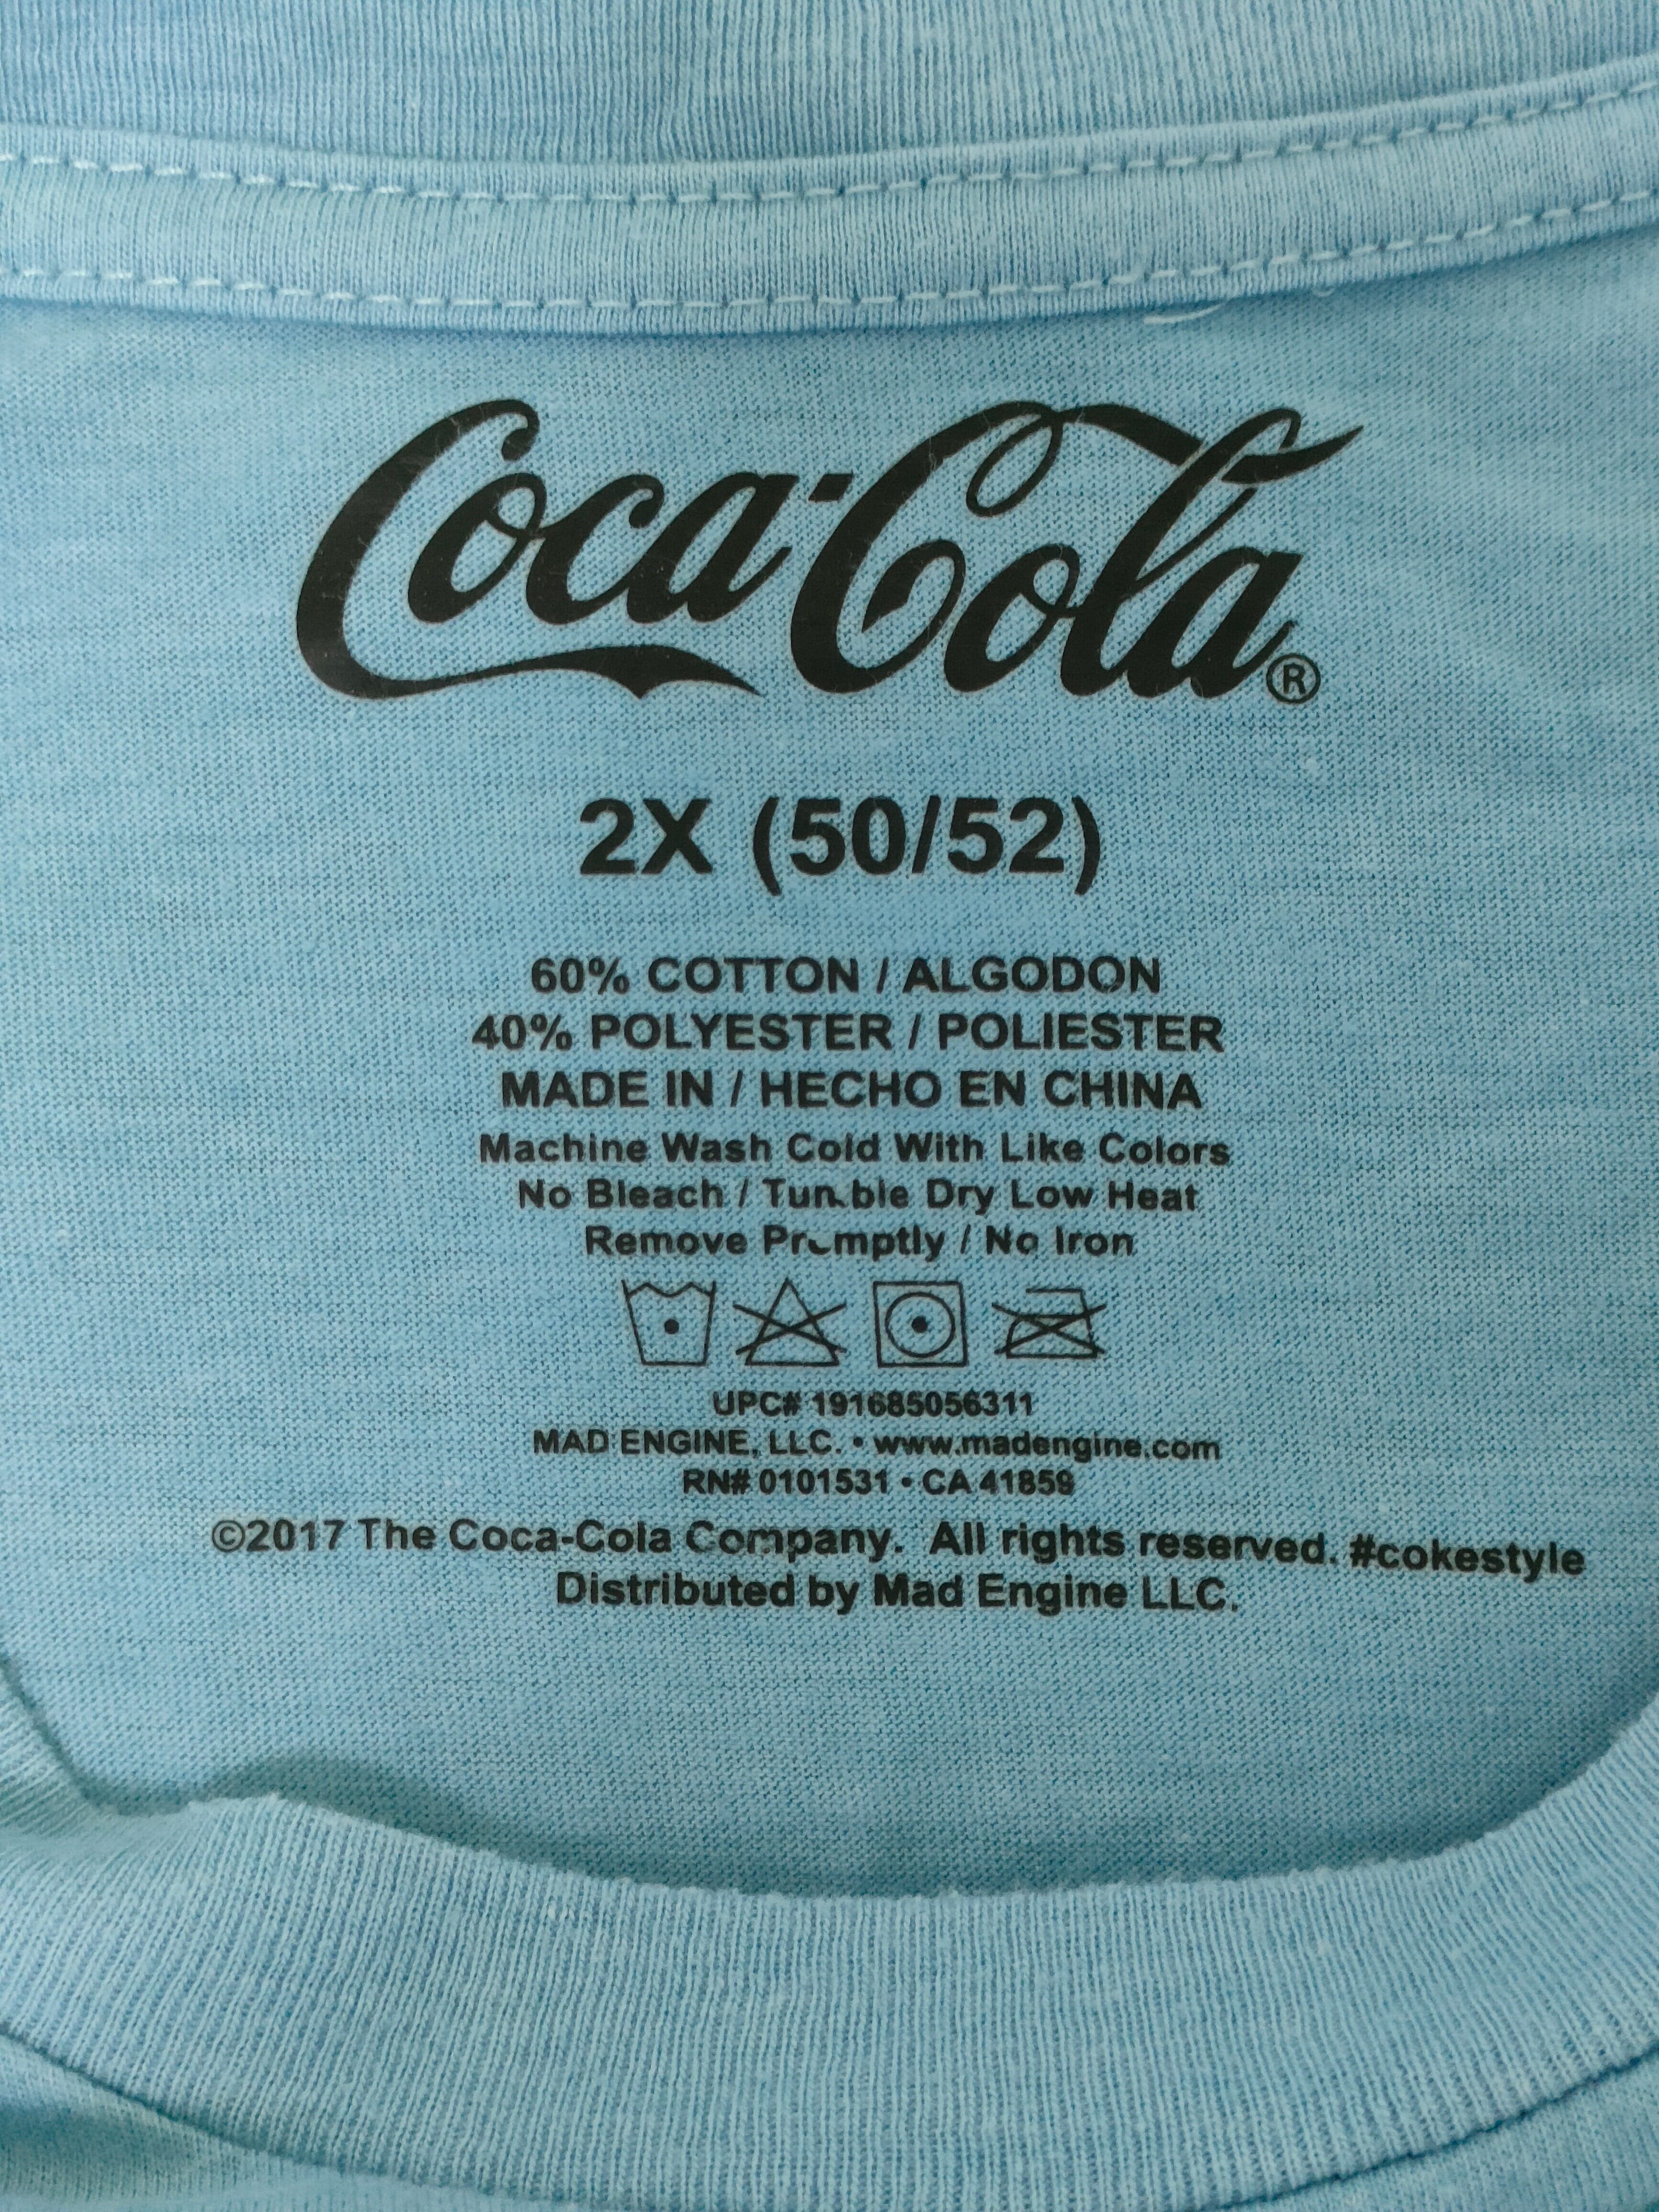 Coca-Cola®
2X (50/52)
60% COTTON / ALGODON
40% POLYESTER / POLIESTER
MADE IN / HECHO EN CHINA
Machine Wash Cold With Like Colors
No Bleach / Tumble Dry Low Heat
Remove Promptly / No Iron
UPC# 191685056311
MAD ENGINE, LLC. • www.madengine.com
RN# 0101531 • CA 41859
©2017 The Coca-Cola Company. All rights reserved. #cokestyle
Distributed by Mad Engine LLC.